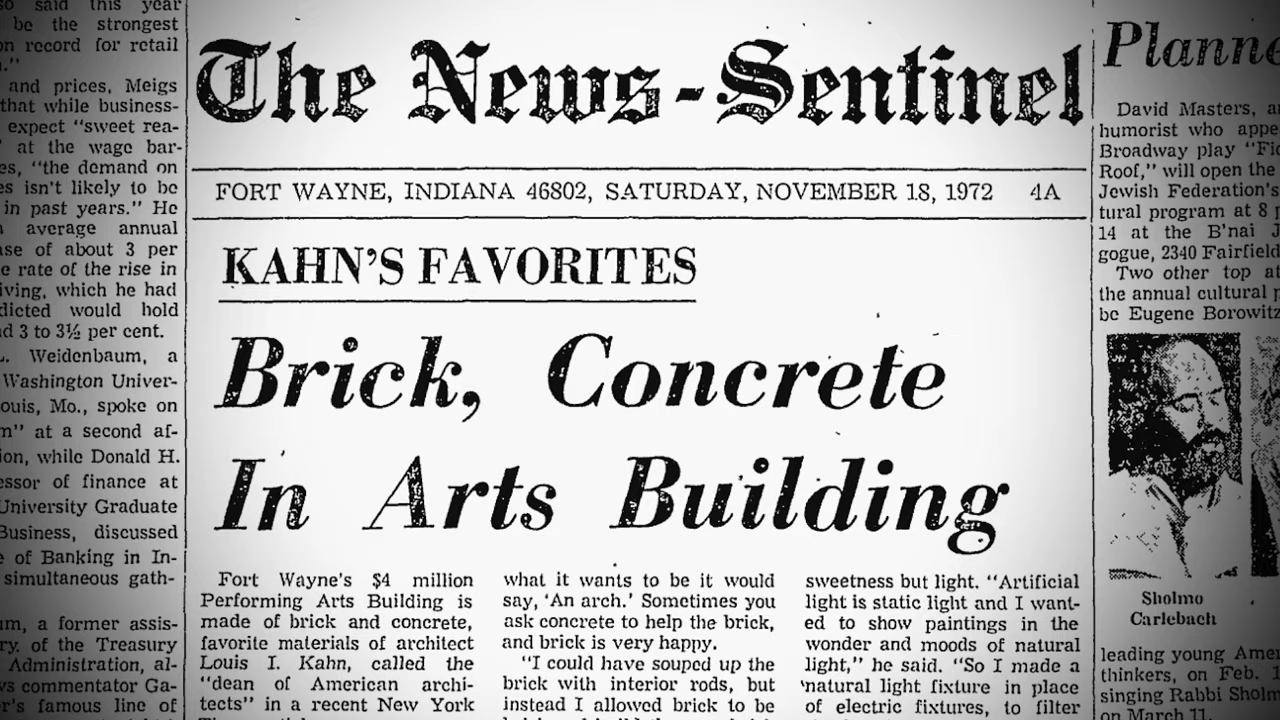 said this year
be the strongest
record for retail
and prices, Meigs
that while business-
expect "sweet rea-
at the wage bar-
"the demand on
isn't likely to be
in past years." He
average annual
of about 3 per
rate of the rise in
which he had
would hold
3 to 3½ per cent.
Weidenbaum, a
Washington Univer-
Mo., spoke on
at a second af-
while Donald H.
of finance at
University Graduate
Business, discussed
of Banking in In-
simultaneous gath-
a former assis-
of the Treasury
Administration, al-
commentator Ga-
famous line of
The News-Sentinel
FORT WAYNE, INDIANA 46802, SATURDAY, NOVEMBER 18, 1972 4A
KAHN'S FAVORITES
Brick, Concrete
In Arts Building
Fort Wayne's $4 million
Performing Arts Building is
made of brick and concrete,
favorite materials of architect
Louis I. Kahn, called the
"dean of American archi-
tects" in a recent New York
what it wants to be it would
say, 'An arch.' Sometimes you
ask concrete to help the brick,
and brick is very happy.
"I could have souped up the
brick with interior rods, but
instead I allowed brick to be
sweetness but light. "Artificial
light is static light and I want-
ed to show paintings in the
wonder and moods of natural
light," he said. "So I made a
'natural light fixture in place
of electric fixtures, to filter
David Masters,
humorist who
Broadway play
Roof," will open the
Jewish Federation's
tural program at 8
14 at the B'nai
gogue, 2340 Fairfield
Two other top
the annual cultural
be Eugene Borowitz
Sholmo
Carlebach
leading young
thinkers, on Feb.
singing Rabbi
on March 11.